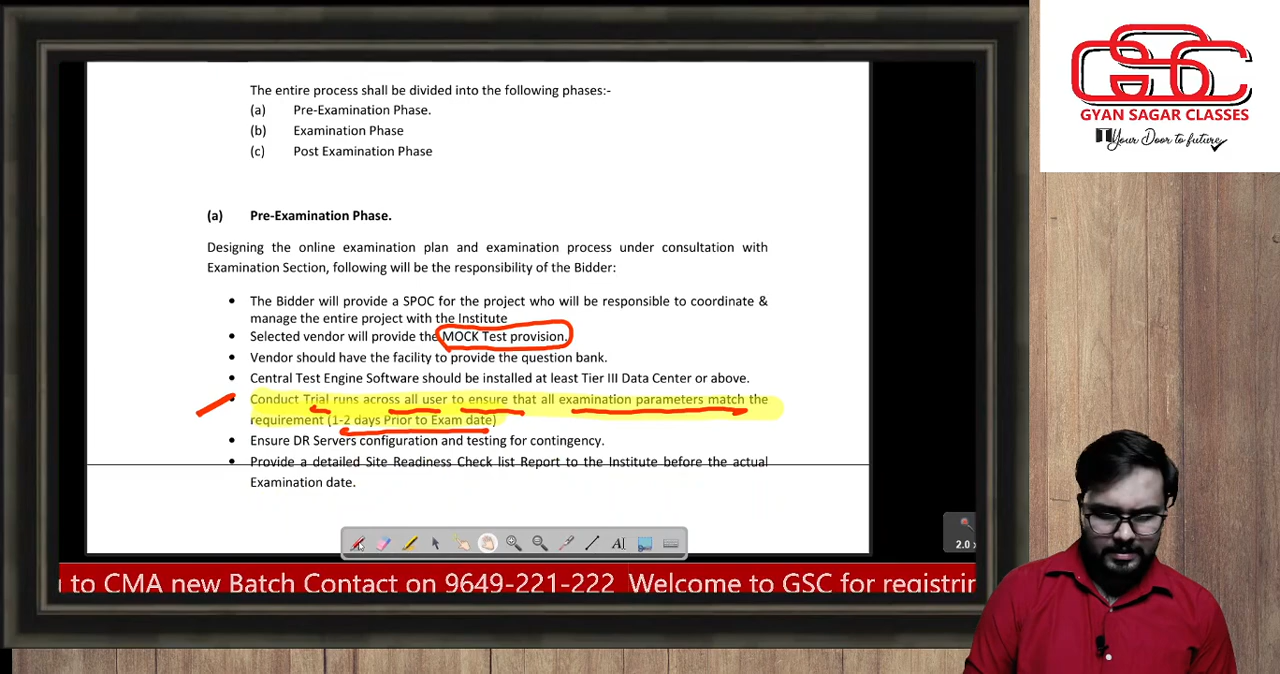 The entire process shall be divided into the following phases:-
(a) Pre-Examination Phase.
(b) Examination Phase
(c) Post Examination Phase
(a) Pre-Examination Phase.
Designing the online examination plan and examination process under consultation with
Examination Section, following will be the responsibility of the Bidder:
• The Bidder will provide a SPOC for the project who will be responsible to coordinate &
manage the entire project with the Institute
• Selected vendor will provide the MOCK Test provision.
• Vendor should have the facility to provide the question bank.
• Central Test Engine Software should be installed at least Tier III Data Center or above.
• Conduct Trial runs across all user to ensure that all examination parameters match the
requirement (1-2 days Prior to Exam date)
• Ensure DR Servers configuration and testing for contingency.
• Provide a detailed Site Readiness Check list Report to the Institute before the actual
Examination date.
AI
2.0 x
to CMA new Batch Contact on 9649-221-222 Welcome to GSC for
GSC
GYAN SAGAR CLASSES
Your Door to future